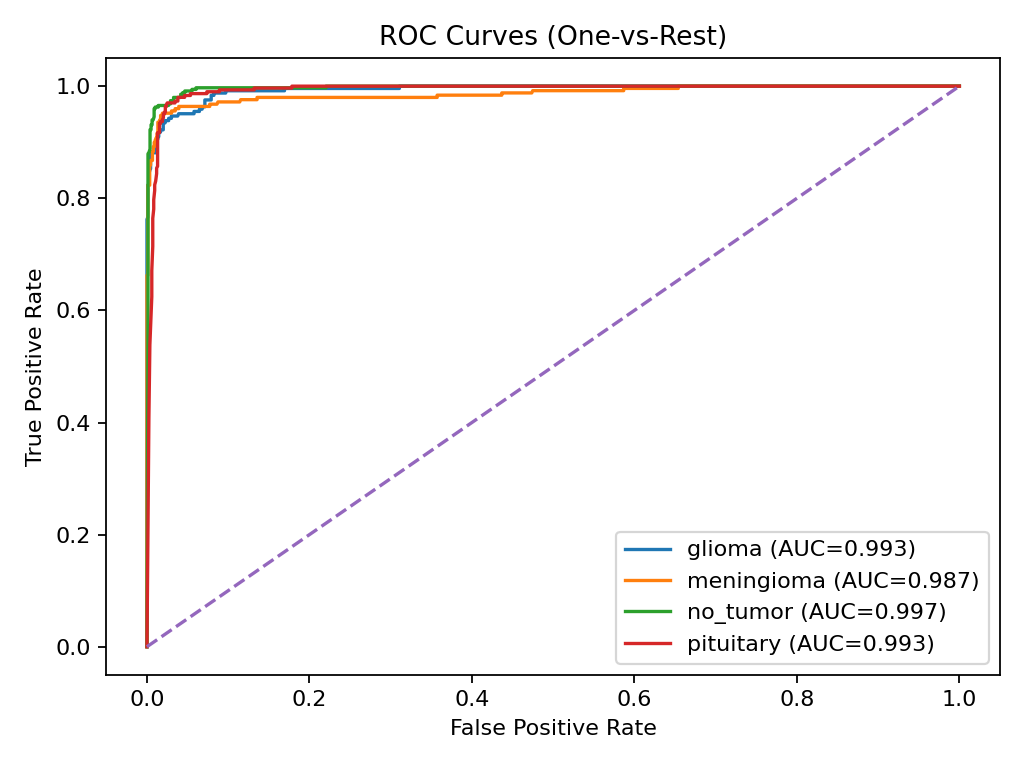 ROC Curves (One-vs-Rest)
True Positive Rate
1.0
0.8
0.6
0.4
0.2
0.0
0.0 0.2 0.4 0.6 0.8 1.0
False Positive Rate
glioma (AUC=0.993)
meningioma (AUC=0.987)
no_tumor (AUC=0.997)
pituitary (AUC=0.993)